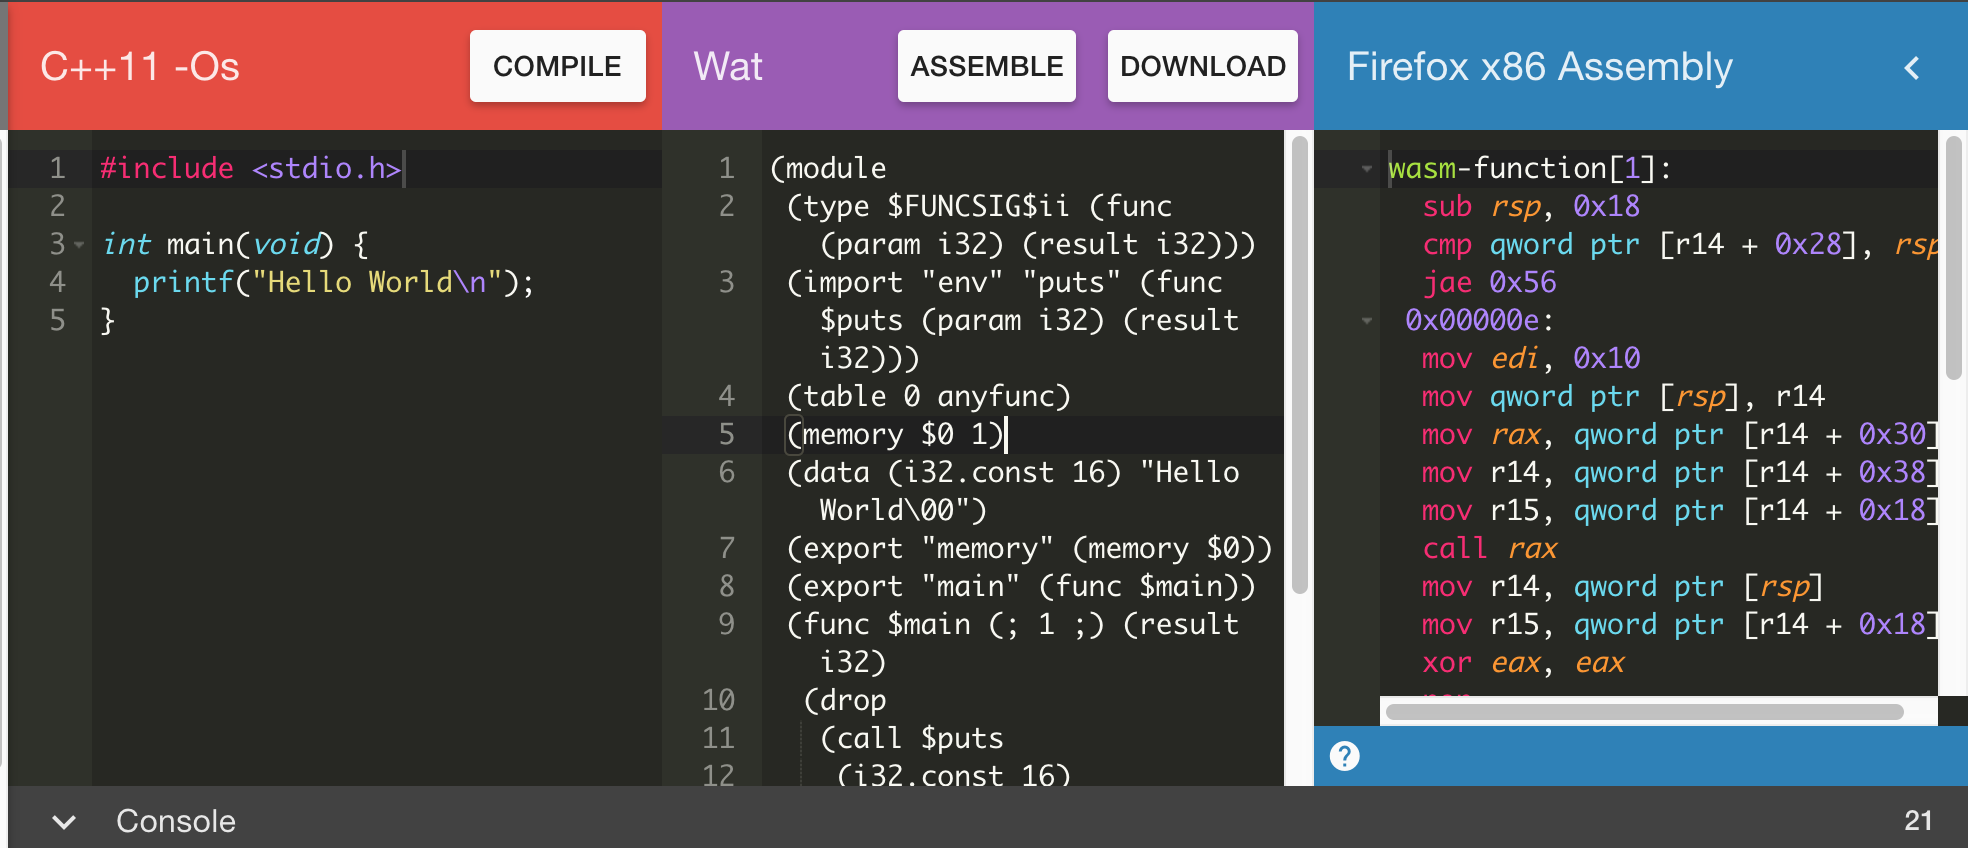 C++11 -Os
COMPILE
1 #include <stdio.h>
2
3 int main(void) {
4 printf("Hello World\n");
5 }
Wat
ASSEMBLE
DOWNLOAD
1 (module
2 (type $FUNCSIG$ii (func
(param i32) (result i32)))
3 (import "env" "puts" (func
$puts (param i32) (result
i32)))
4 (table 0 anyfunc)
5 (memory $0 1)
6 (data (i32.const 16) "Hello
World\00")
7 (export "memory" (memory $0))
8 (export "main" (func $main))
9 (func $main (; 1 ;) (result
i32)
10 (drop
11 (call $puts
12 (i32.const 16)
Firefox x86 Assembly
wasm-function[1]:
sub rsp, 0x18
cmp qword ptr [r14 + 0x28], rsp
jae 0x56
0x00000e:
mov edi, 0x10
mov qword ptr [rsp], r14
mov rax, qword ptr [r14 + 0x30]
mov r14, qword ptr [r14 + 0x38]
mov r15, qword ptr [r14 + 0x18]
call rax
mov r14, qword ptr [rsp]
mov r15, qword ptr [r14 + 0x18]
xor eax, eax
?
Console
21